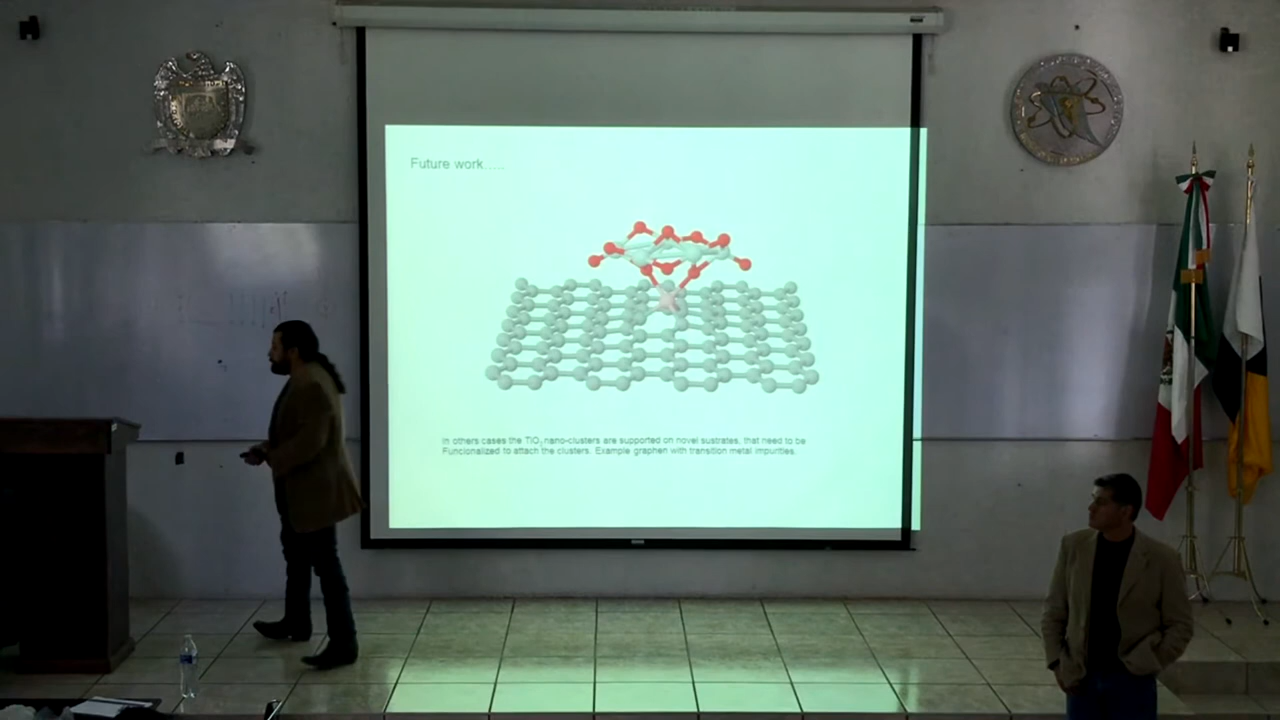 Future work.....
In others cases the TiO2 nano-clusters are supported on novel sustrates, that need to be
Funcionalized to attach the clusters. Example graphen with transition metal impurities.